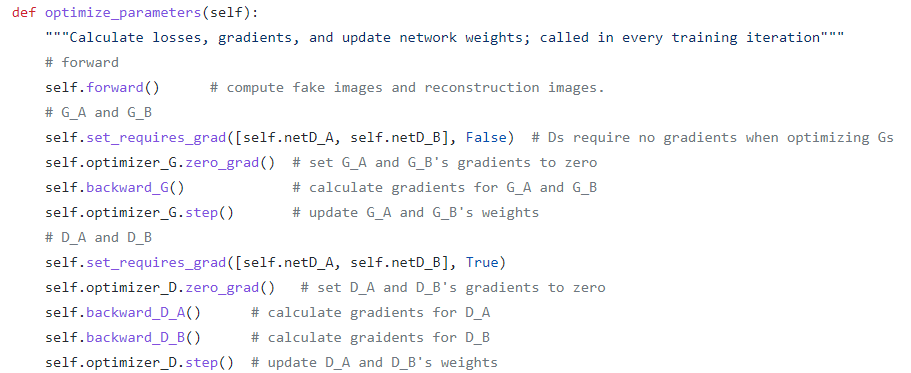 def optimize_parameters(self):
    """Calculate losses, gradients, and update network weights; called in every training iteration"""
    # forward
    self.forward()      # compute fake images and reconstruction images.
    # G_A and G_B
    self.set_requires_grad([self.netD_A, self.netD_B], False)  # Ds require no gradients when optimizing Gs
    self.optimizer_G.zero_grad()  # set G_A and G_B's gradients to zero
    self.backward_G()             # calculate gradients for G_A and G_B
    self.optimizer_G.step()       # update G_A and G_B's weights
    # D_A and D_B
    self.set_requires_grad([self.netD_A, self.netD_B], True)
    self.optimizer_D.zero_grad()   # set D_A and D_B's gradients to zero
    self.backward_D_A()      # calculate gradients for D_A
    self.backward_D_B()      # calculate graidents for D_B
    self.optimizer_D.step()  # update D_A and D_B's weights